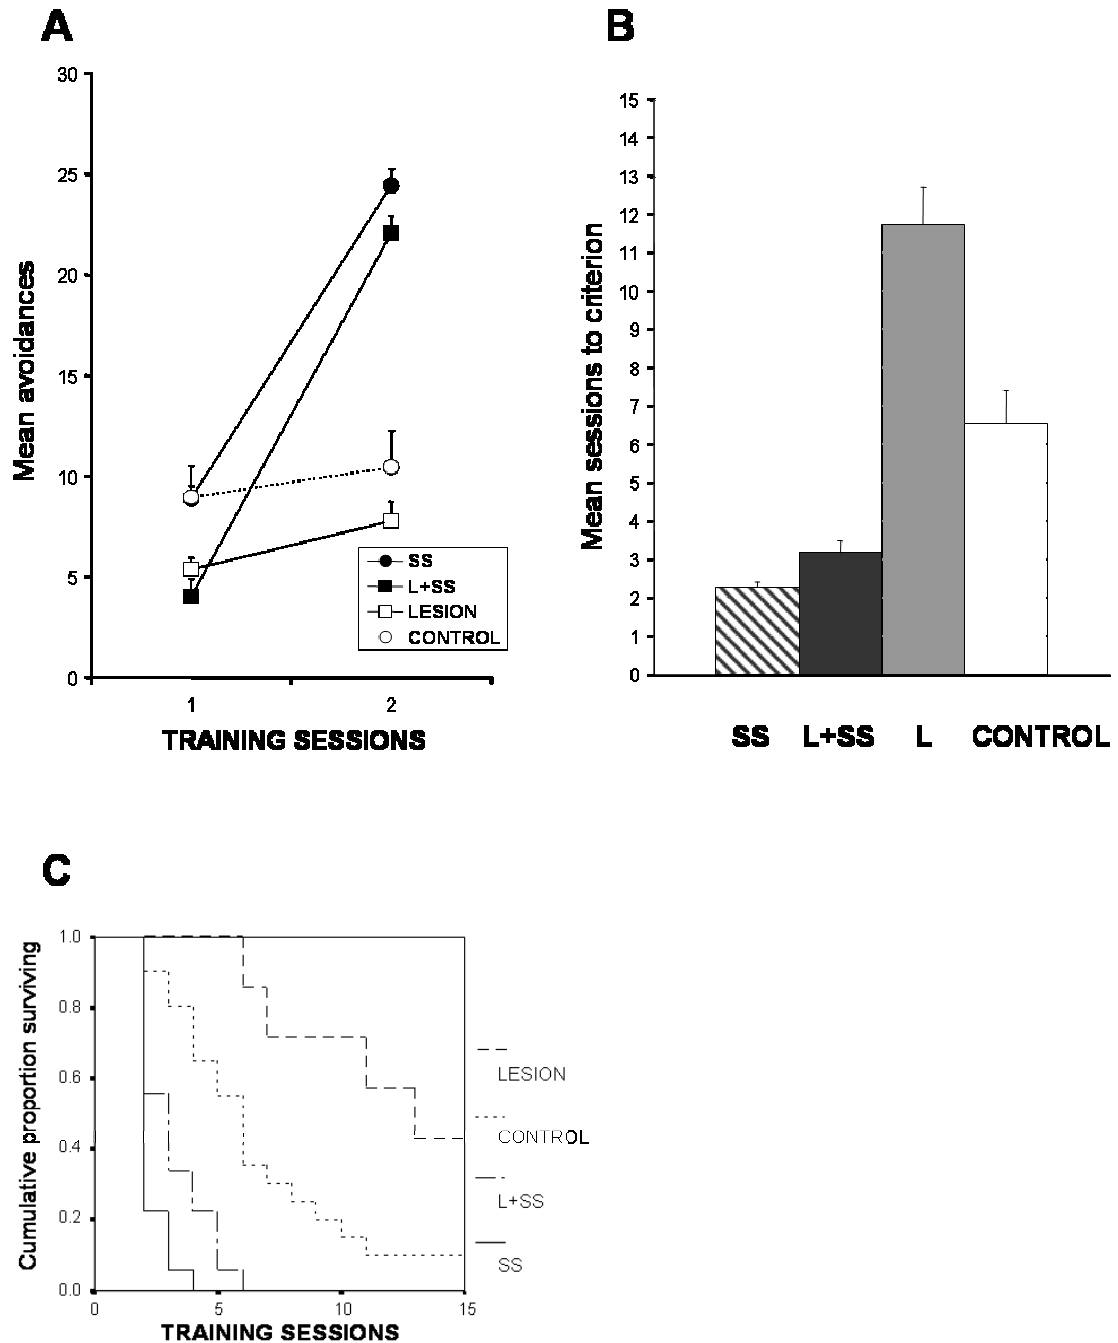 A
30
25
20
15
10
5
0
Mean avoidances
1
2
TRAINING SESSIONS
SS
L+SS
LESION
CONTROL
B
15
14
13
12
11
10
9
8
7
6
5
4
3
2
1
0
Mean sessions to criterion
SS L+SS L CONTROL
C
1.0
0.8
0.6
0.4
0.2
0.0
Cumulative proportion surviving
0 5 10 15
TRAINING SESSIONS
LESION
CONTROL
L+SS
SS